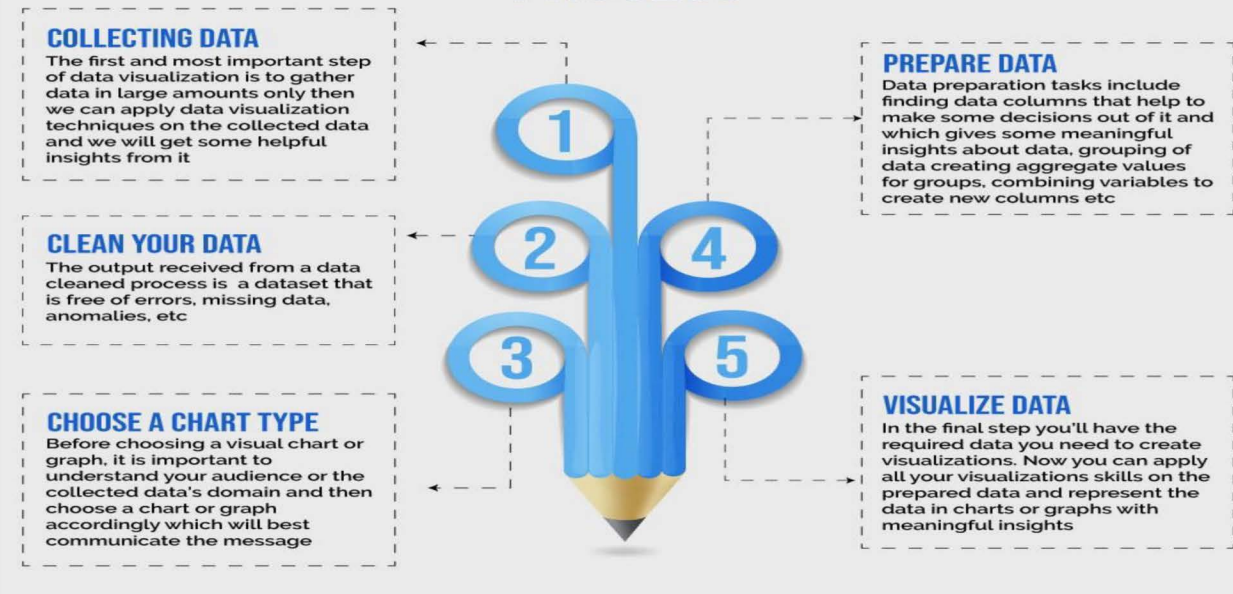 COLLECTING DATA
The first and most important step
of data visualization is to gather
data in large amounts only then
we can apply data visualization
techniques on the collected data
and we will get some helpful
insights from it
1
CLEAN YOUR DATA
The output received from a data
cleaned process is a dataset that
is free of errors, missing data,
anomalies, etc
2
CHOOSE A CHART TYPE
Before choosing a visual chart or
graph, it is important to
understand your audience or the
collected data's domain and then
choose a chart or graph
accordingly which will best
communicate the message
3
PREPARE DATA
Data preparation tasks include
finding data columns that help to
make some decisions out of it and
which gives some meaningful
insights about data, grouping of
data creating aggregate values
for groups, combining variables to
create new columns etc
4
VISUALIZE DATA
In the final step you'll have the
required data you need to create
visualizations. Now you can apply
all your visualizations skills on the
prepared data and represent the
data in charts or graphs with
meaningful insights
5